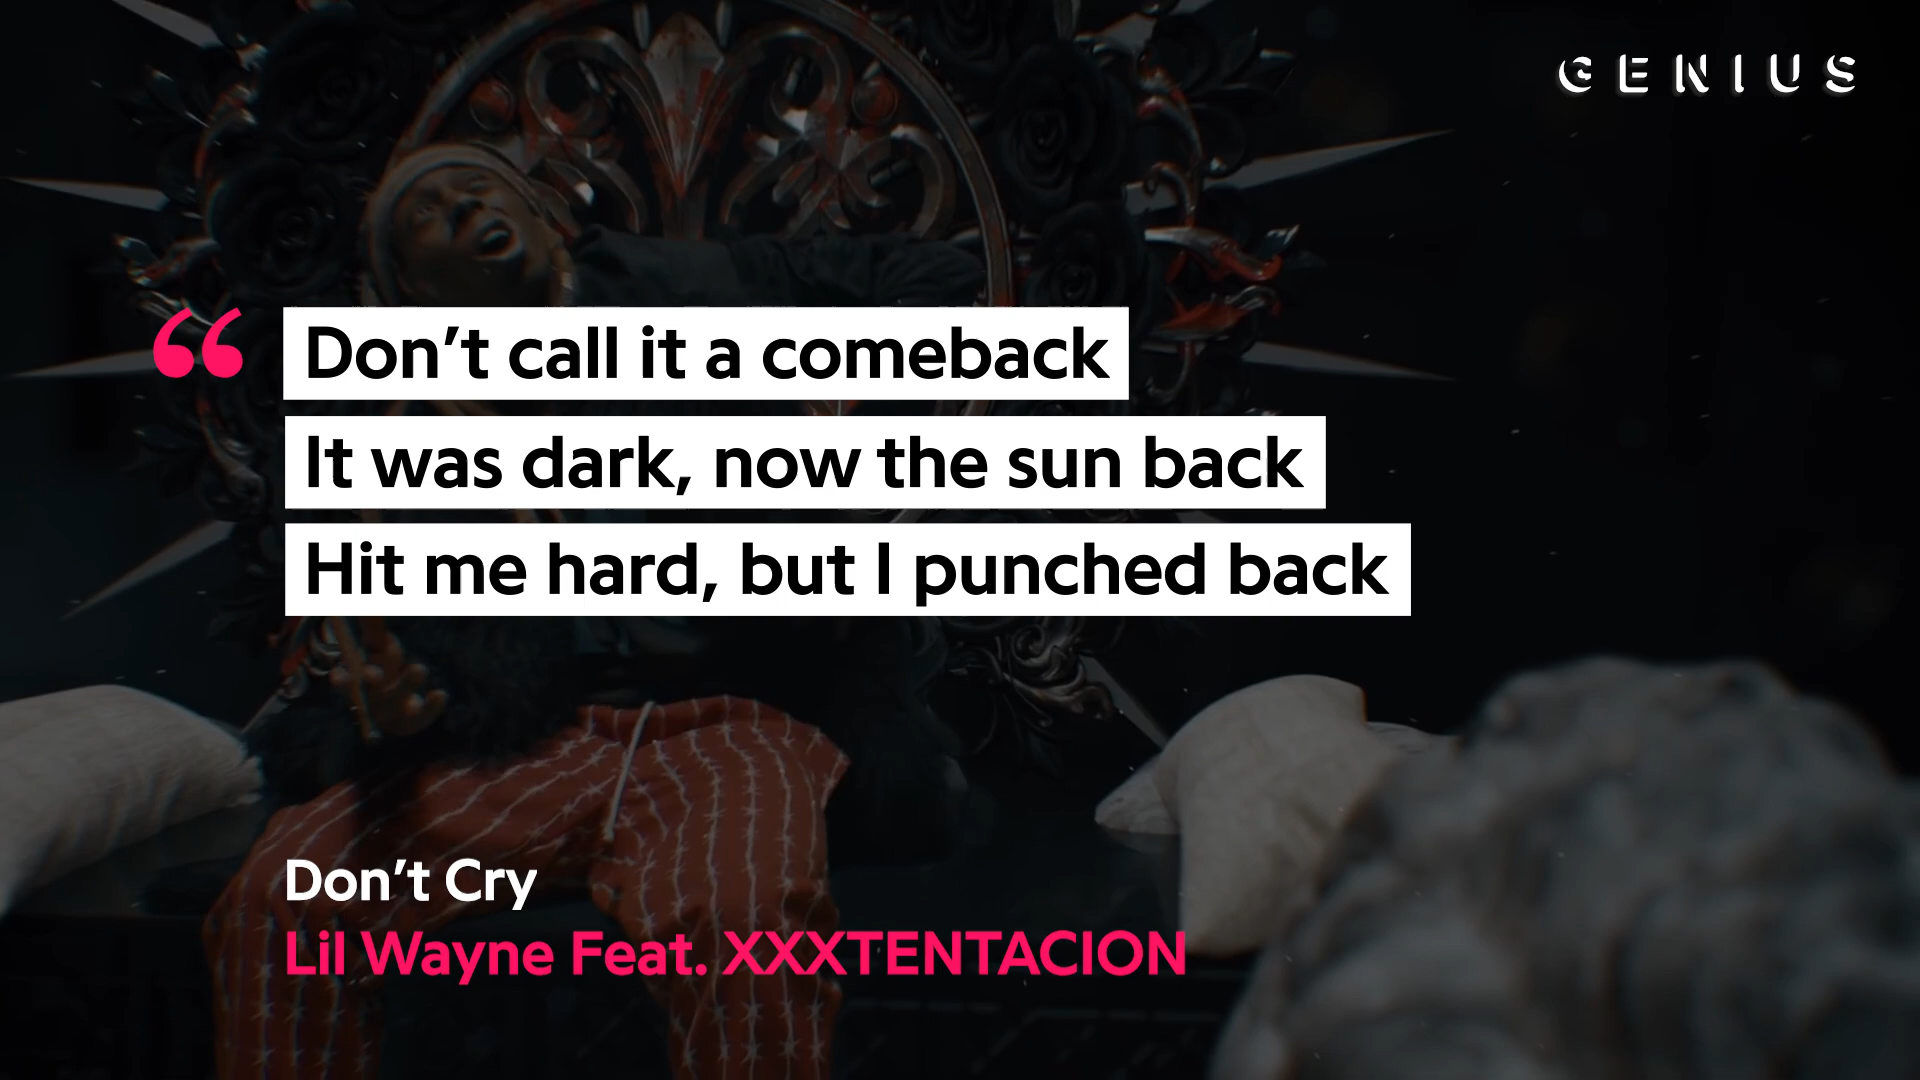 GENIUS
“
Don’t call it a comeback
It was dark, now the sun back
Hit me hard, but I punched back
Don’t Cry
Lil Wayne Feat. XXXTENTACION